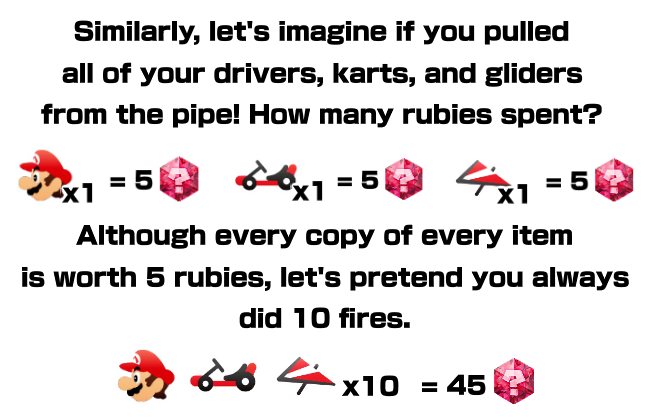 Similarly, let's imagine if you pulled
all of your drivers, karts, and gliders
from the pipe! How many rubies spent?
x1 = 5 x1 = 5 x1 = 5
Although every copy of every item
is worth 5 rubies, let's pretend you always
did 10 fires.
x10 = 45